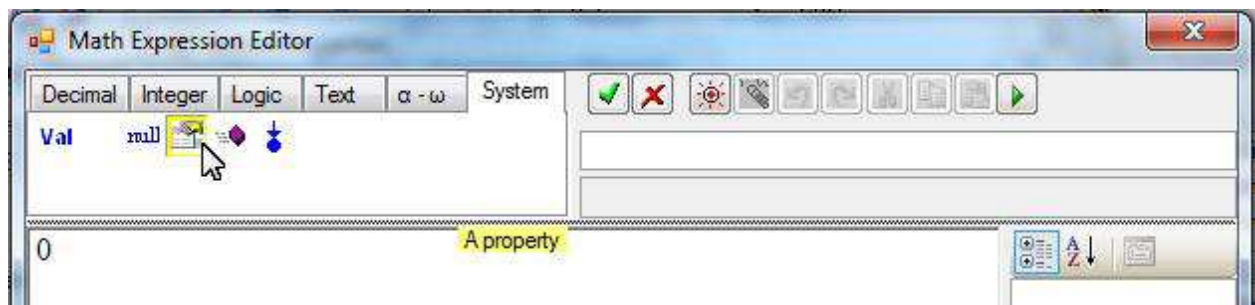 Math Expression Editor
Decimal Integer Logic Text α - ω System
Val null
A property
0
A Z